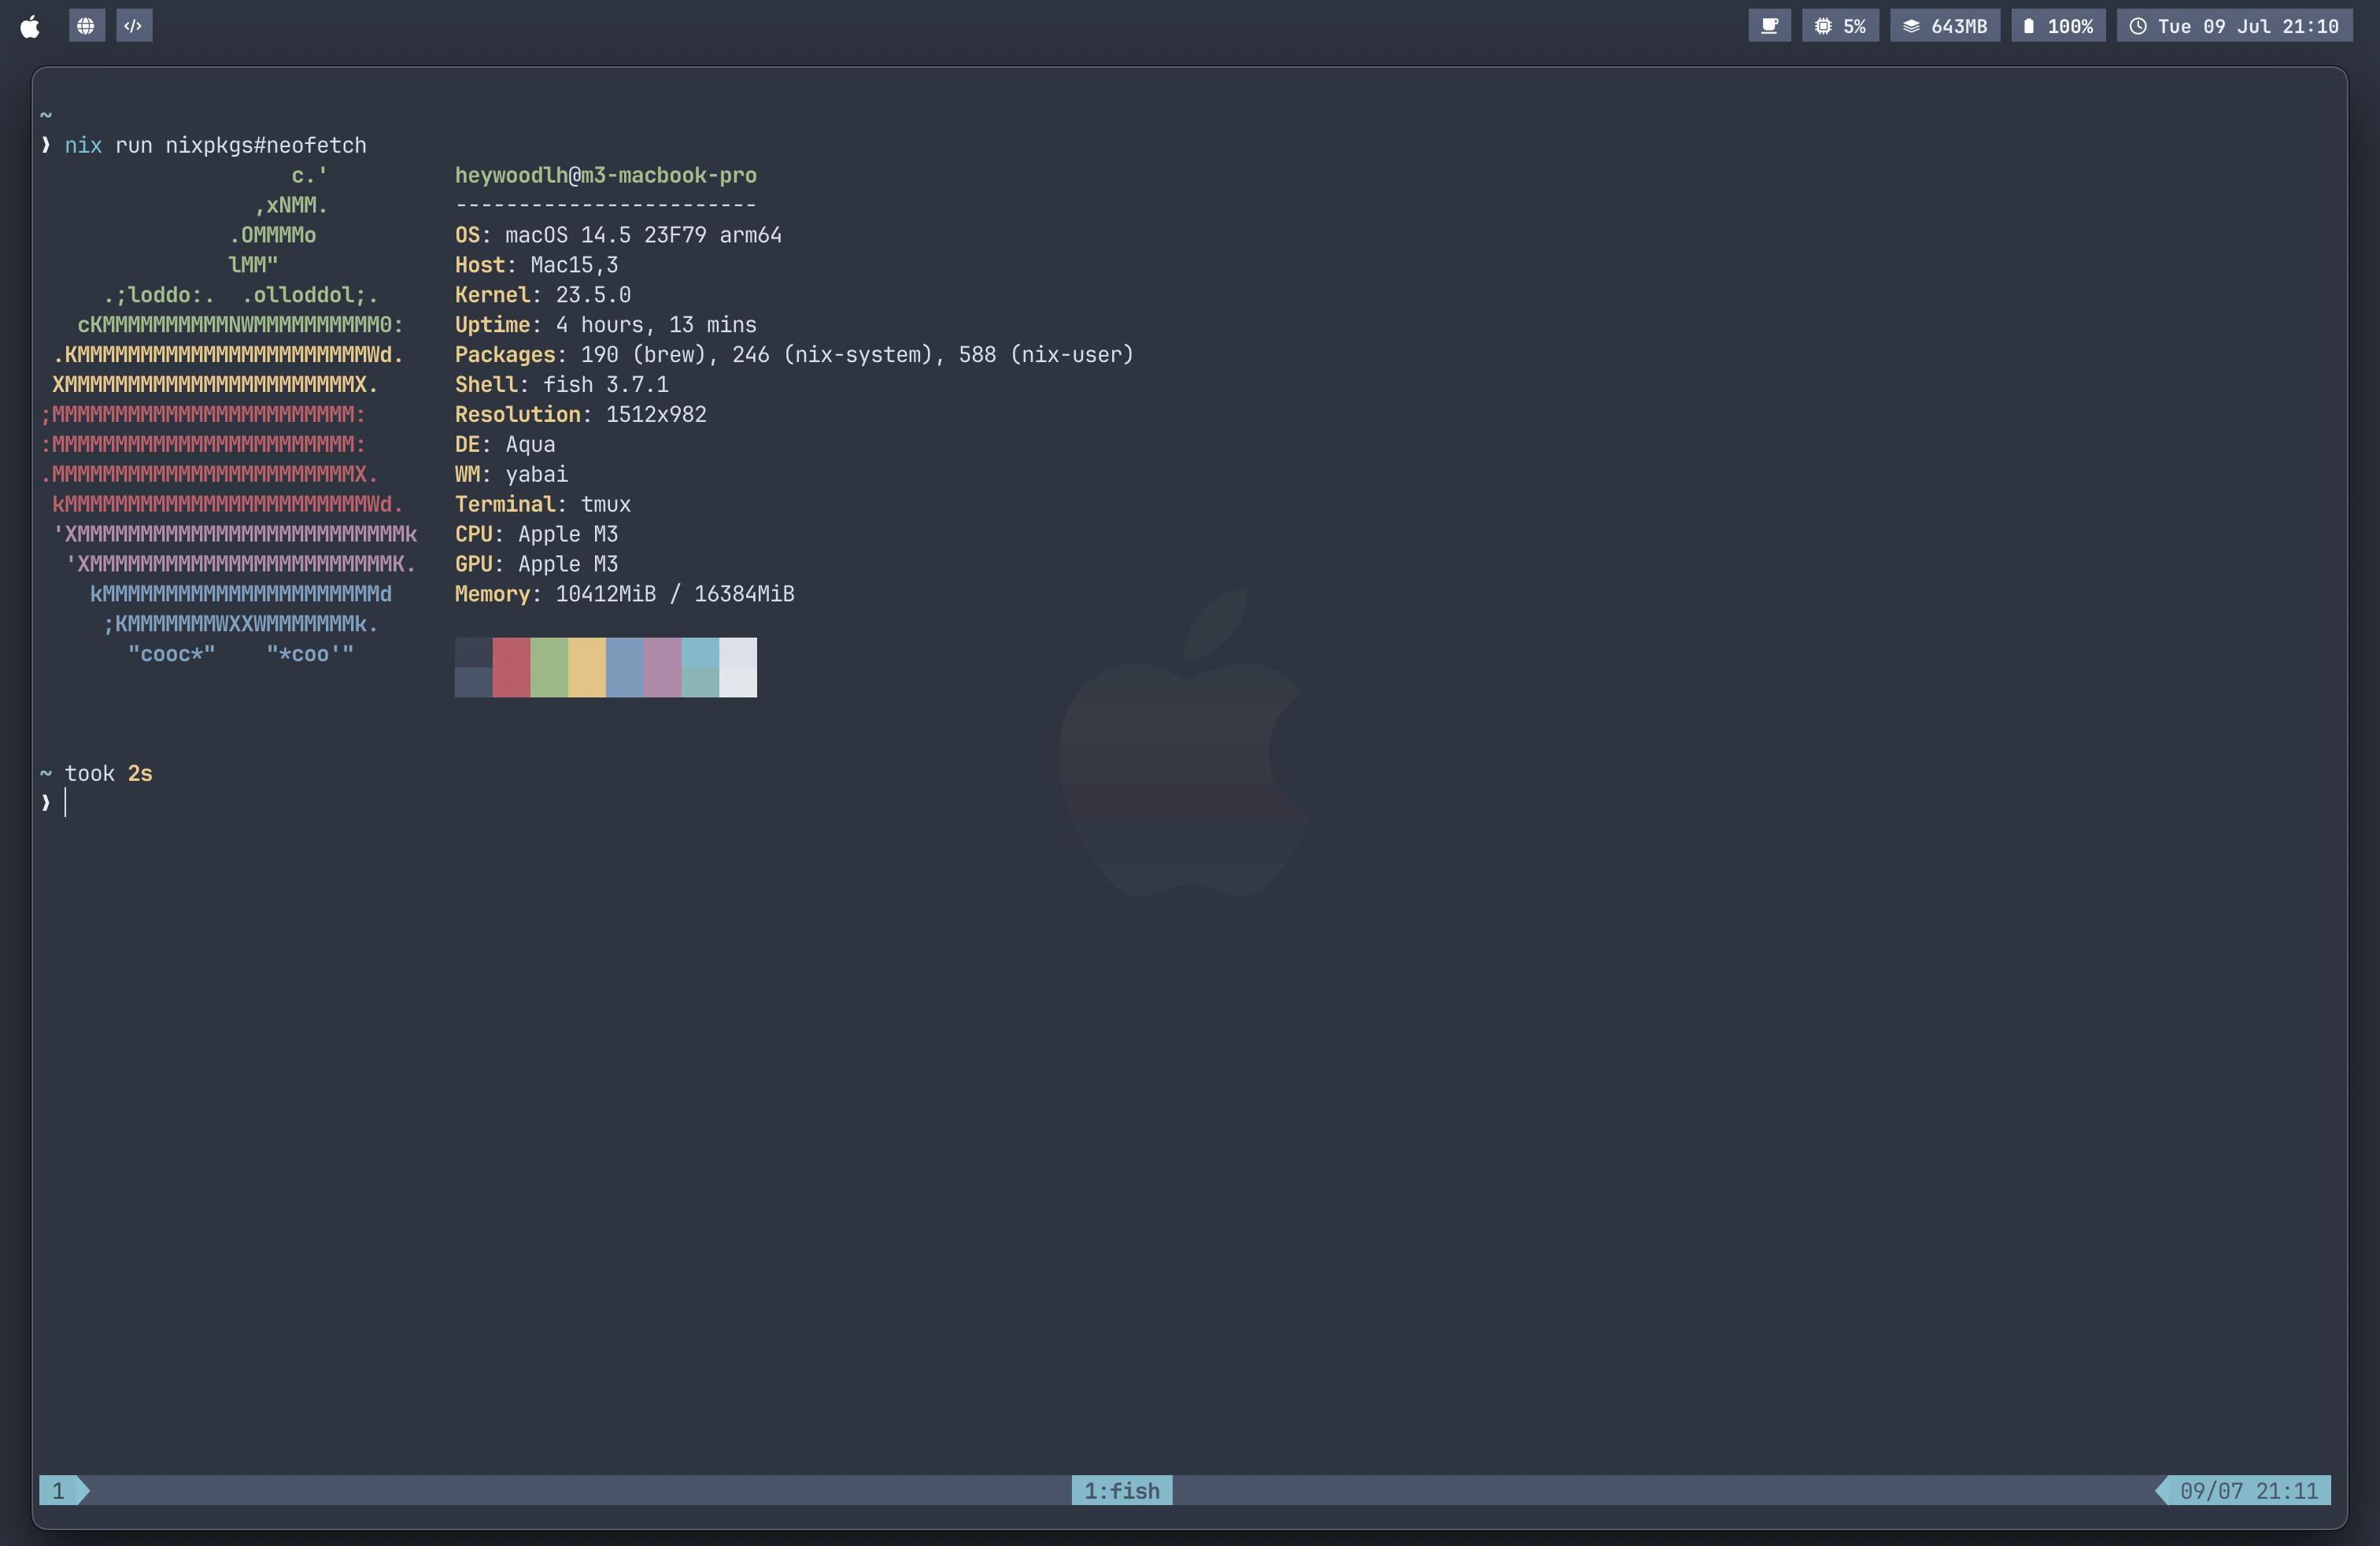 5% 643MB 100% Tue 09 Jul 21:10
~
❱ nix run nixpkgs#neofetch
                    c.'          heywoodlh@m3-macbook-pro
                 ,xNMM.          ------------------------
               .OMMMMo           OS: macOS 14.5 23F79 arm64
               lMM"              Host: Mac15,3
     .;loddo:.  .olloddol;.      Kernel: 23.5.0
   cKMMMMMMMMMMNWMMMMMMMMMM0:    Uptime: 4 hours, 13 mins
 .KMMMMMMMMMMMMMMMMMMMMMMMWd.    Packages: 190 (brew), 246 (nix-system), 588 (nix-user)
 XMMMMMMMMMMMMMMMMMMMMMMMX.      Shell: fish 3.7.1
;MMMMMMMMMMMMMMMMMMMMMMMM:       Resolution: 1512x982
:MMMMMMMMMMMMMMMMMMMMMMMM:       DE: Aqua
.MMMMMMMMMMMMMMMMMMMMMMMMX.      WM: yabai
 kMMMMMMMMMMMMMMMMMMMMMMMMWd.    Terminal: tmux
 'XMMMMMMMMMMMMMMMMMMMMMMMMMMk   CPU: Apple M3
  'XMMMMMMMMMMMMMMMMMMMMMMMMK.   GPU: Apple M3
    kMMMMMMMMMMMMMMMMMMMMMMd     Memory: 10412MiB / 16384MiB
     ;KMMMMMMMWXXWMMMMMMMk.
       "cooc*"    "*coo'"
~ took 2s
❱
1 1:fish 09/07 21:11